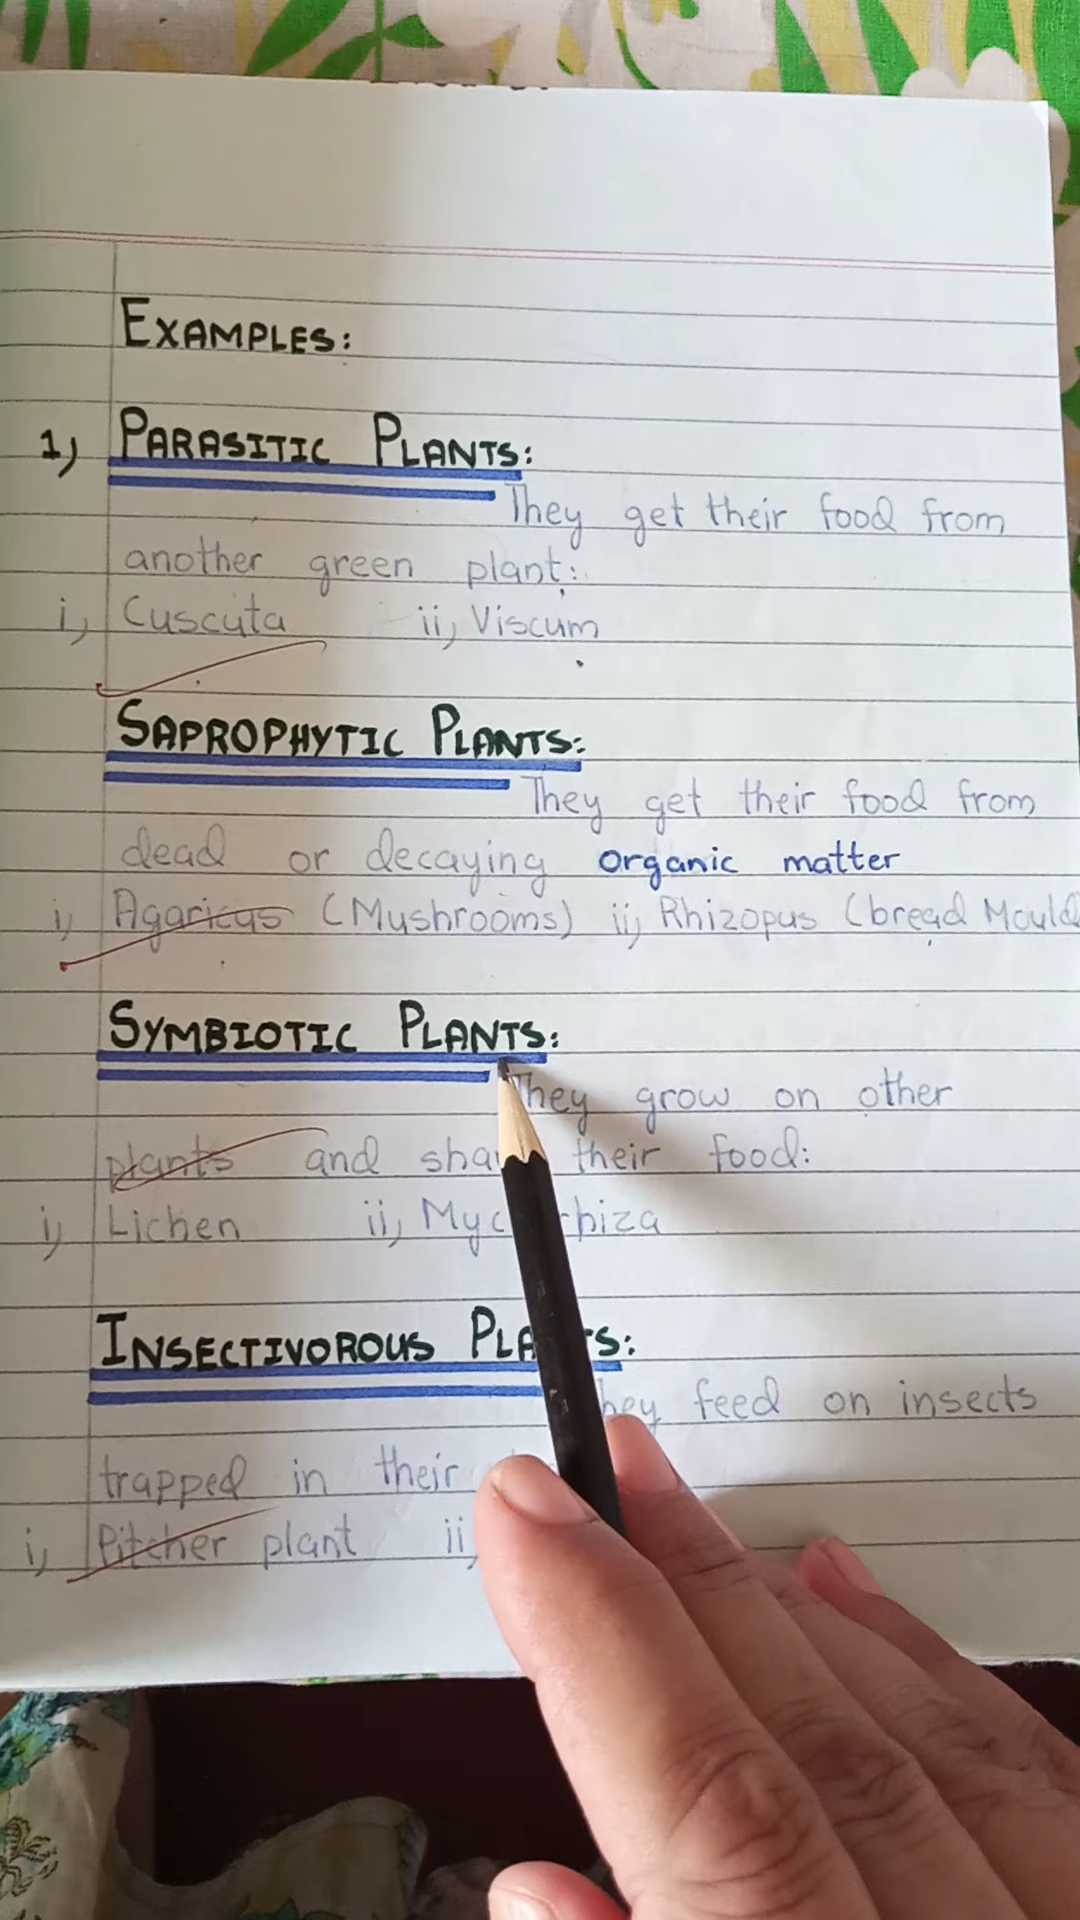 EXAMPLES:
1) PARASITIC PLANTS:
They get their food from
another green plant:
i) Cuscuta ii) Viscum
SAPROPHYTIC PLANTS:
They get their food from
dead or decaying organic matter
i) Agaricus (Mushrooms) ii) Rhizopus (bread Mould
SYMBIOTIC PLANTS:
They grow on other
plants and their food:
i) Lichen ii)
INSECTIVOROUS
feed on insects
trapped in their
i) Pitcher plant ii)